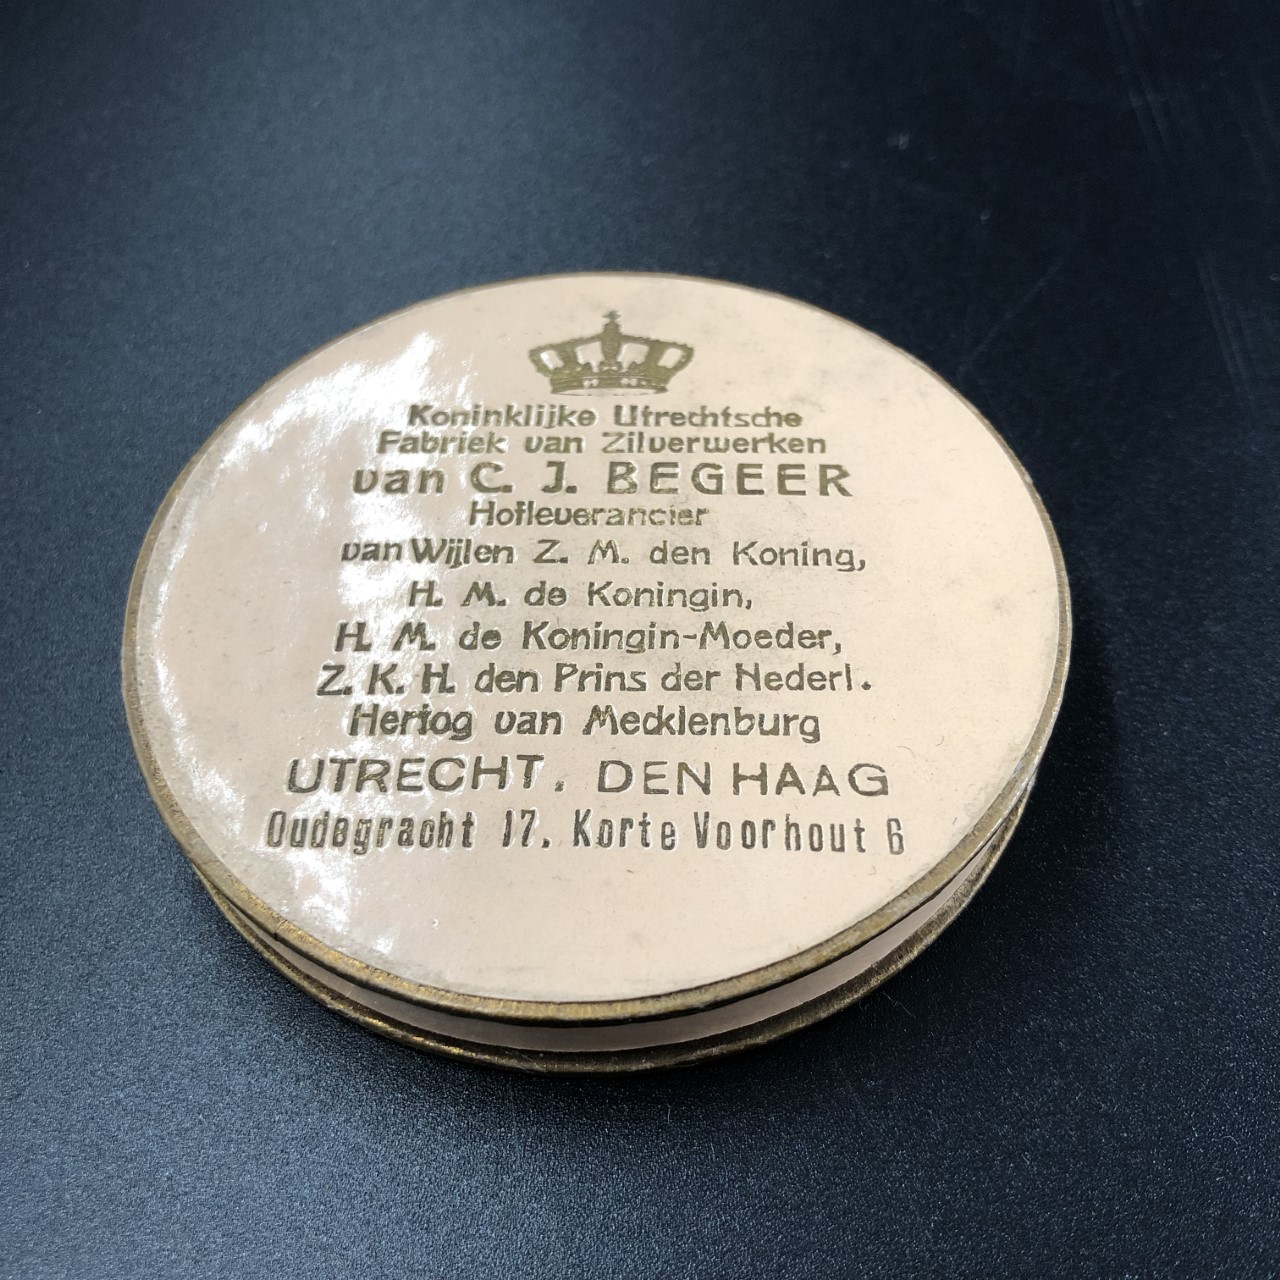 Koninklijke Utrechtsche
Fabriek van Zilverwerken
van C. J. BEGEER
Hofleverancier
van Wijlen Z. M. den Koning,
H. M. de Koningin,
H. M. de Koningin-Moeder,
Z. K. H. den Prins der Nederl.
Hertog van Mecklenburg
UTRECHT. DEN HAAG
Oudegracht 17. Korte Voorhout 6